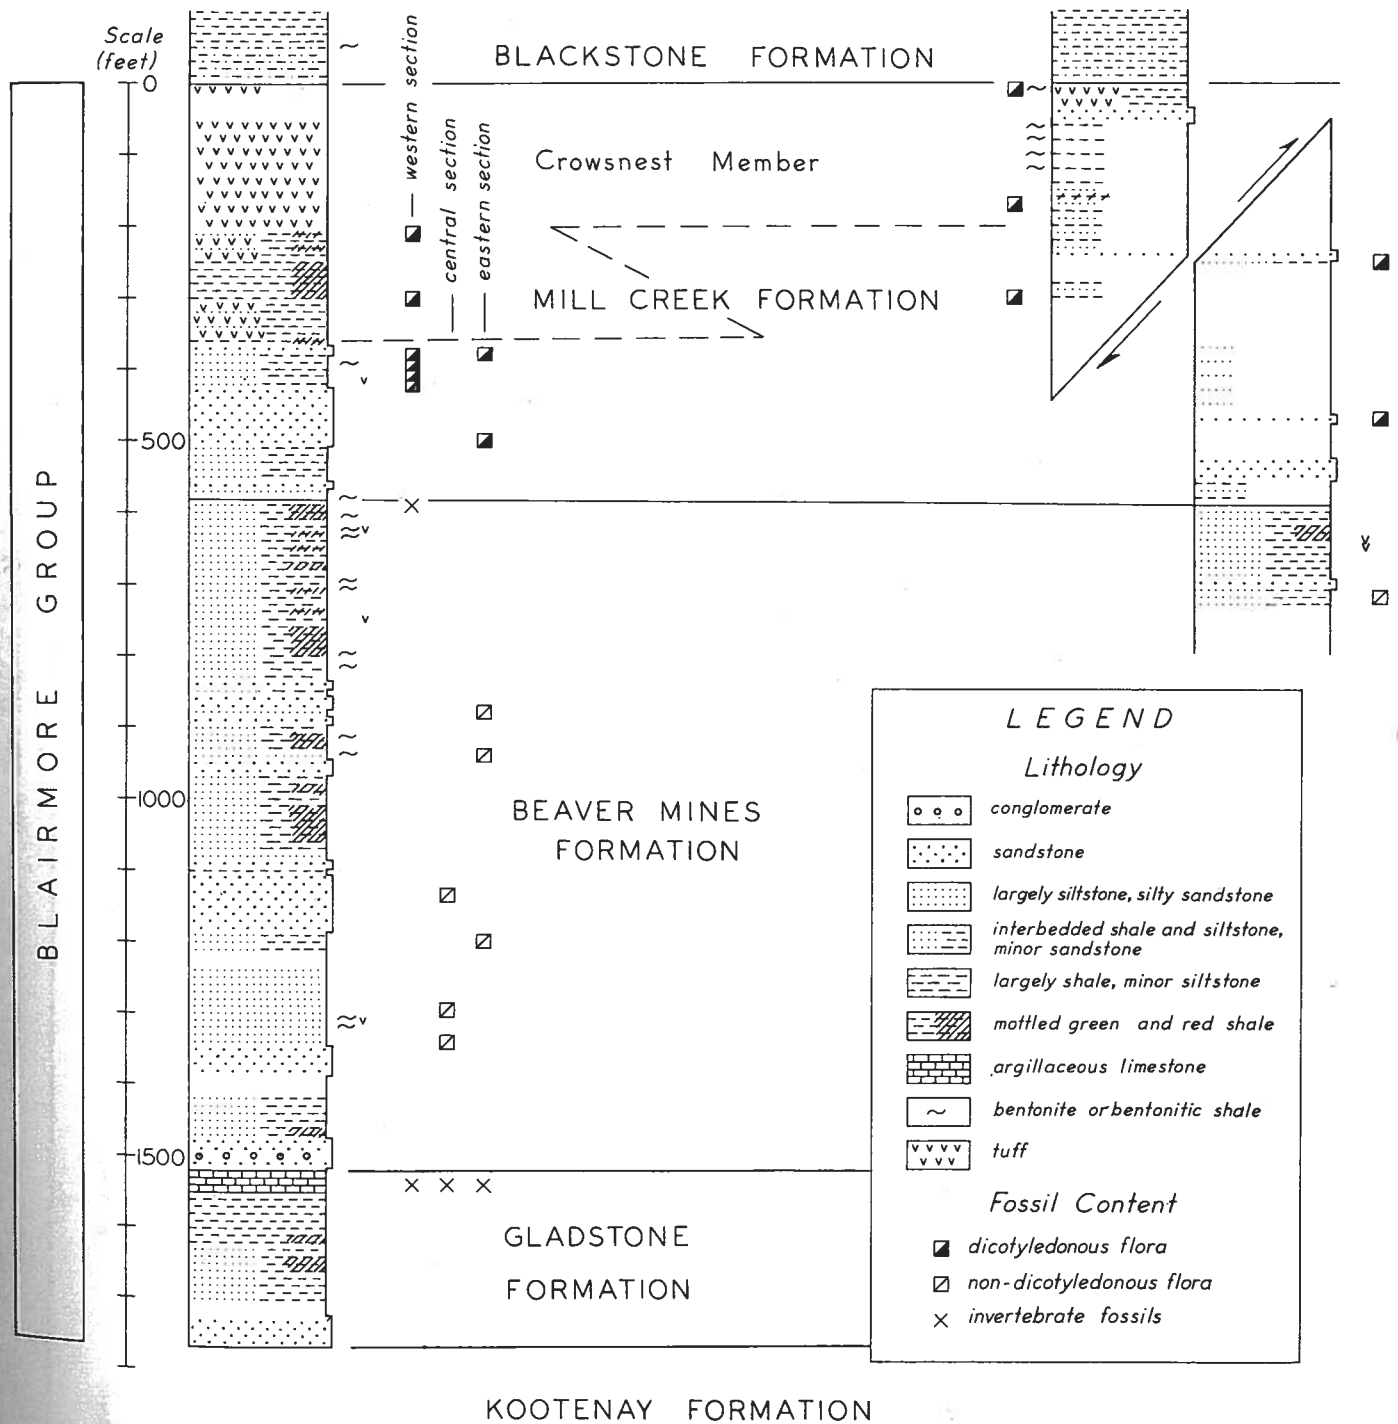 Scale
(feet)
0
500
1000
1500
BLAIRMORE GROUP
western section
central section
eastern section
BLACKSTONE FORMATION
Crowsnest Member
MILL CREEK FORMATION
BEAVER MINES
FORMATION
GLADSTONE
FORMATION
KOOTENAY FORMATION
LEGEND
Lithology
conglomerate
sandstone
largely siltstone, silty sandstone
interbedded shale and siltstone,
minor sandstone
largely shale, minor siltstone
mottled green and red shale
argillaceous limestone
bentonite or bentonitic shale
tuff
Fossil Content
dicotyledonous flora
non-dicotyledonous flora
invertebrate fossils